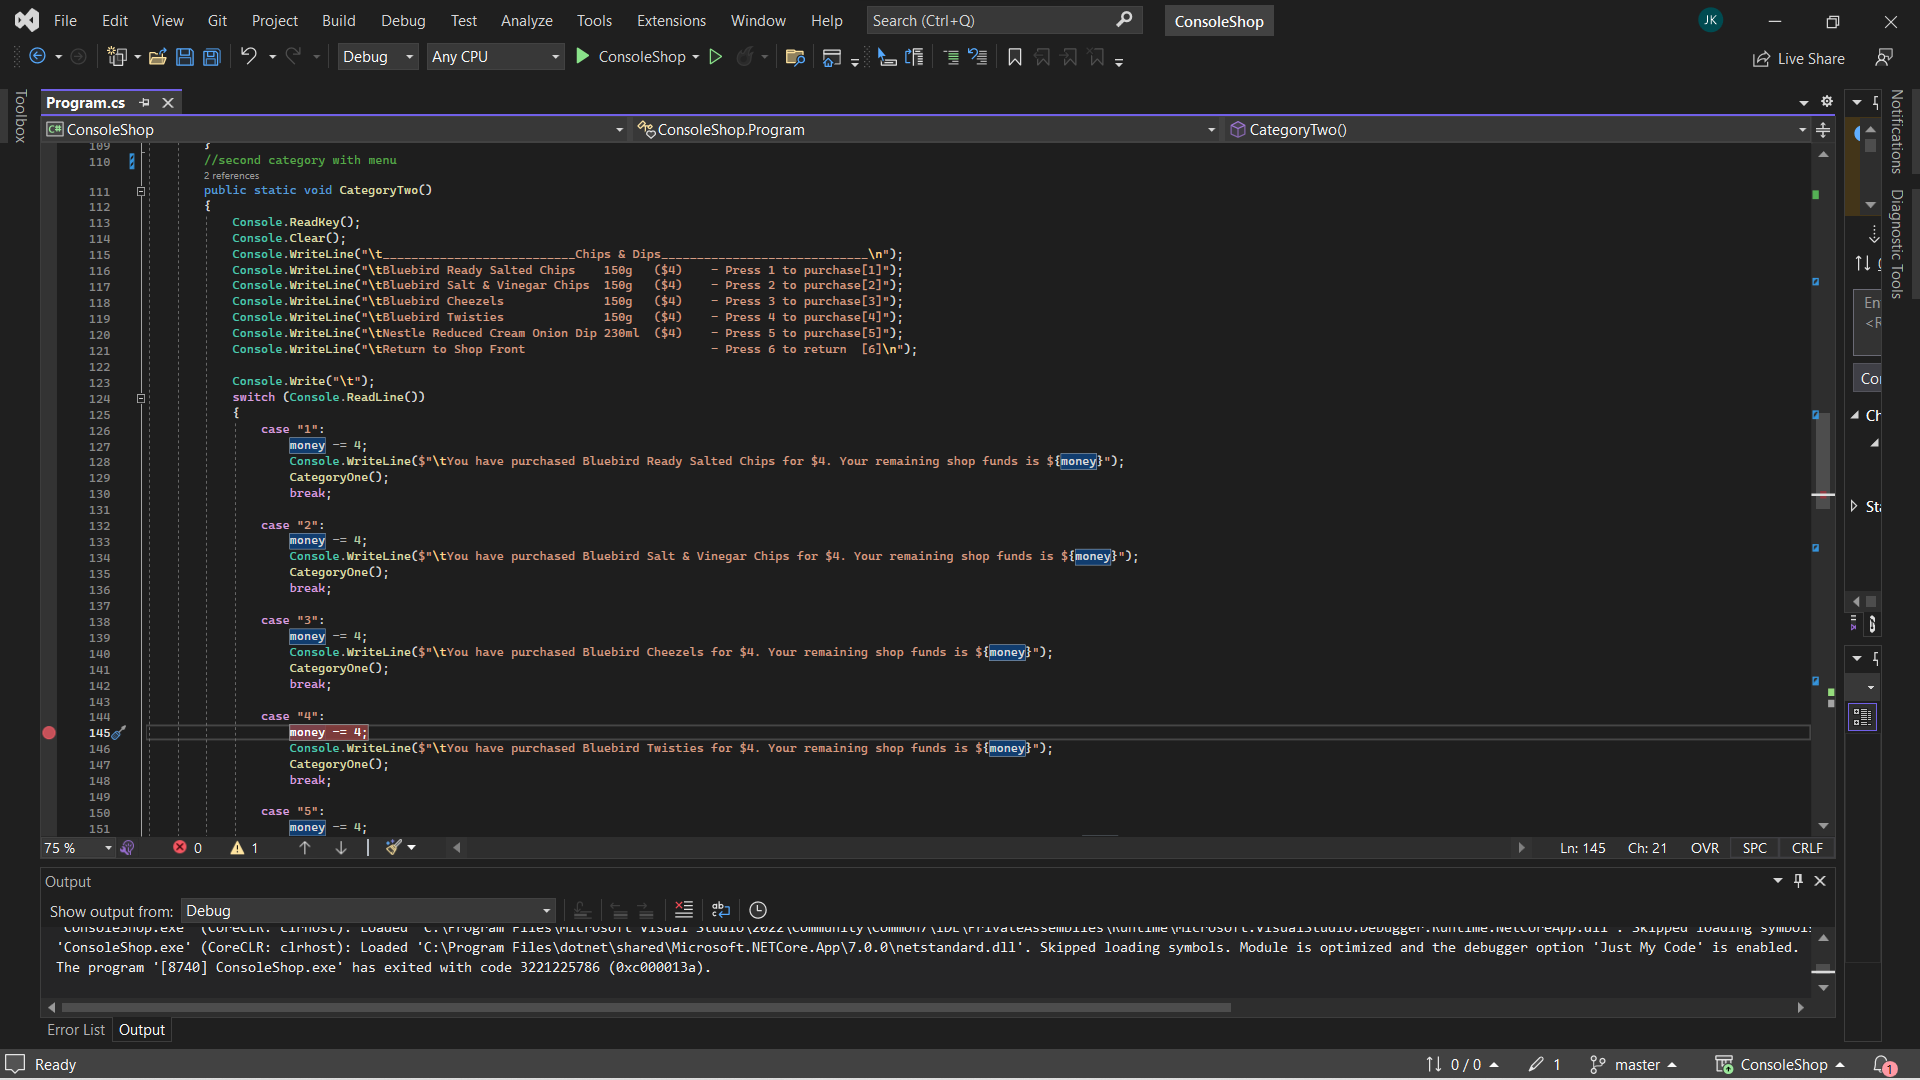 File Edit View Git Project Build Debug Test Analyze Tools Extensions Window Help Search (Ctrl+Q) ConsoleShop JK
Debug Any CPU ConsoleShop Live Share
Toolbox
Program.cs
ConsoleShop ConsoleShop.Program CategoryTwo()
109 }
110 //second category with menu
2 references
111 public static void CategoryTwo()
112 {
113 Console.ReadKey();
114 Console.Clear();
115 Console.WriteLine("\t___________________________Chips & Dips_____________________________\n");
116 Console.WriteLine("\tBluebird Ready Salted Chips    150g   ($4)    - Press 1 to purchase[1]");
117 Console.WriteLine("\tBluebird Salt & Vinegar Chips  150g   ($4)    - Press 2 to purchase[2]");
118 Console.WriteLine("\tBluebird Cheezels              150g   ($4)    - Press 3 to purchase[3]");
119 Console.WriteLine("\tBluebird Twisties              150g   ($4)    - Press 4 to purchase[4]");
120 Console.WriteLine("\tNestle Reduced Cream Onion Dip 230ml  ($4)    - Press 5 to purchase[5]");
121 Console.WriteLine("\tReturn to Shop Front                          - Press 6 to return  [6]\n");
122
123 Console.Write("\t");
124 switch (Console.ReadLine())
125 {
126 case "1":
127 money -= 4;
128 Console.WriteLine($"\tYou have purchased Bluebird Ready Salted Chips for $4. Your remaining shop funds is ${money}");
129 CategoryOne();
130 break;
131
132 case "2":
133 money -= 4;
134 Console.WriteLine($"\tYou have purchased Bluebird Salt & Vinegar Chips for $4. Your remaining shop funds is ${money}");
135 CategoryOne();
136 break;
137
138 case "3":
139 money -= 4;
140 Console.WriteLine($"\tYou have purchased Bluebird Cheezels for $4. Your remaining shop funds is ${money}");
141 CategoryOne();
142 break;
143
144 case "4":
145 money -= 4;
146 Console.WriteLine($"\tYou have purchased Bluebird Twisties for $4. Your remaining shop funds is ${money}");
147 CategoryOne();
148 break;
149
150 case "5":
151 money -= 4;
75 % 0 1 Ln: 145 Ch: 21 OVR SPC CRLF
Output
Show output from: Debug
'ConsoleShop.exe' (CoreCLR: clrhost): Loaded 'C:\Program Files\Microsoft Visual Studio\2022\Community\Common7\IDE\PrivateAssemblies\Runtime\Microsoft.VisualStudio.Debugger.Runtime.NetCoreApp.dll'. Skipped loading symbols
'ConsoleShop.exe' (CoreCLR: clrhost): Loaded 'C:\Program Files\dotnet\shared\Microsoft.NETCore.App\7.0.0\netstandard.dll'. Skipped loading symbols. Module is optimized and the debugger option 'Just My Code' is enabled.
The program '[8740] ConsoleShop.exe' has exited with code 3221225786 (0xc000013a).
Error List Output
Ready 0 / 0 1 master ConsoleShop 1
Notifications
Diagnostic Tools
En
<R
Co
Ch
Sta